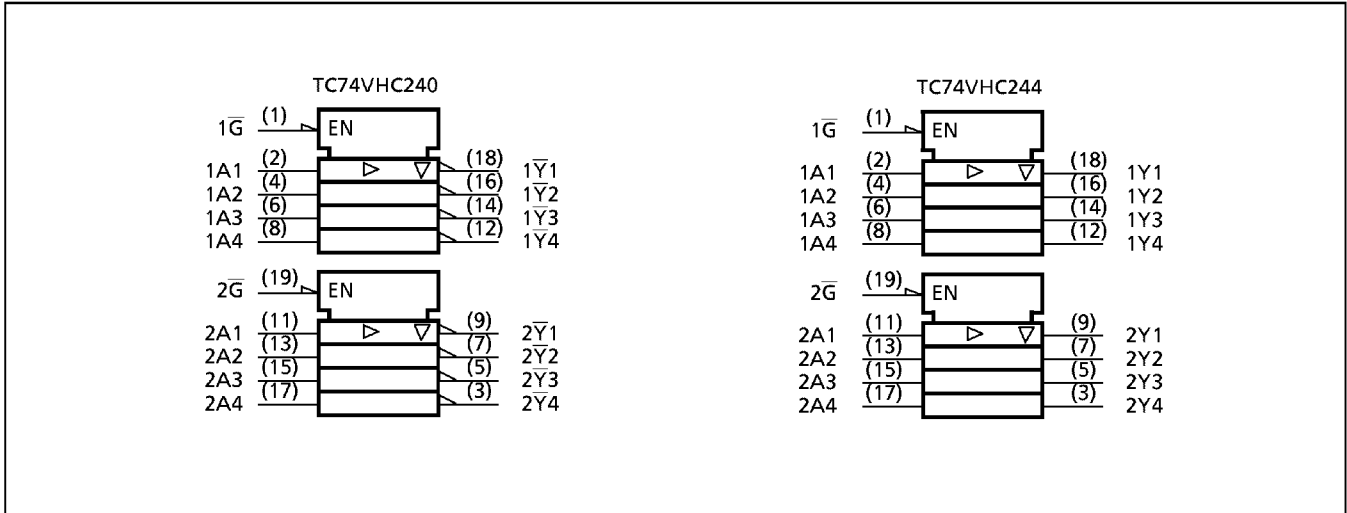 TC74VHC240
1G̅ (1) EN
1A1 (2) (18) 1Y̅1
1A2 (4) (16) 1Y̅2
1A3 (6) (14) 1Y̅3
1A4 (8) (12) 1Y̅4
2G̅ (19) EN
2A1 (11) (9) 2Y̅1
2A2 (13) (7) 2Y̅2
2A3 (15) (5) 2Y̅3
2A4 (17) (3) 2Y̅4
TC74VHC244
1G̅ (1) EN
1A1 (2) (18) 1Y1
1A2 (4) (16) 1Y2
1A3 (6) (14) 1Y3
1A4 (8) (12) 1Y4
2G̅ (19) EN
2A1 (11) (9) 2Y1
2A2 (13) (7) 2Y2
2A3 (15) (5) 2Y3
2A4 (17) (3) 2Y4